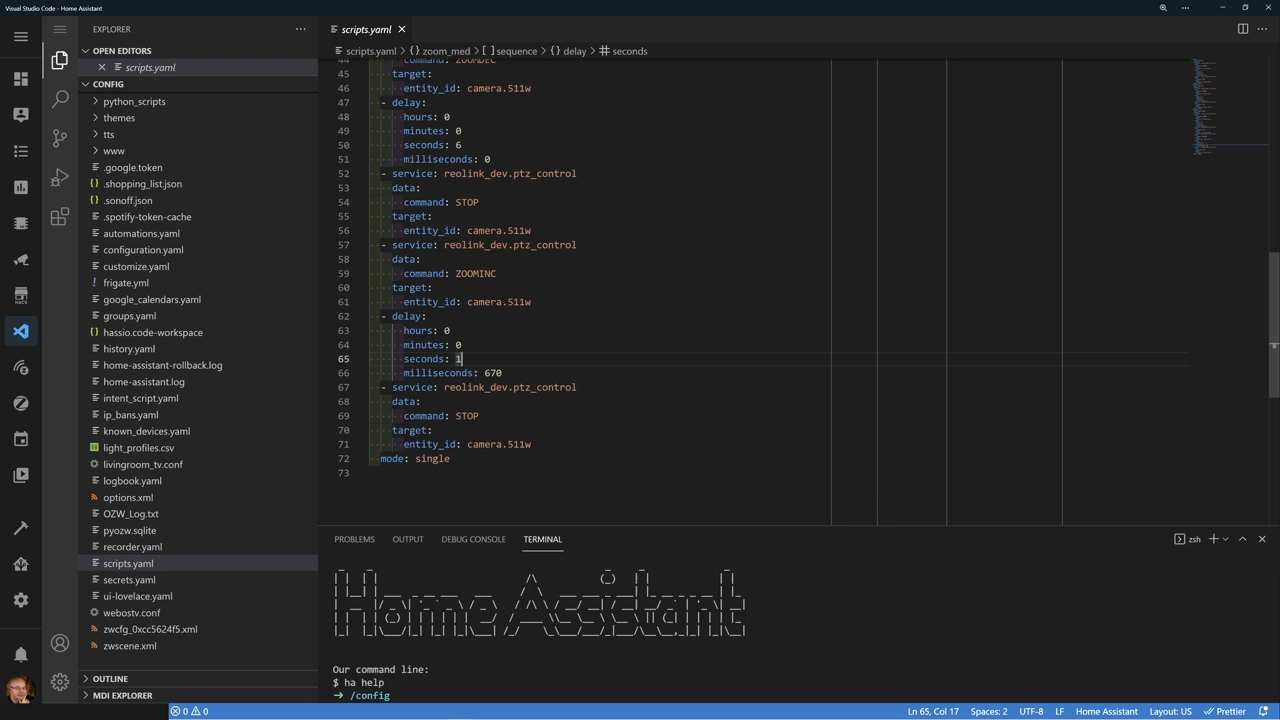 Visual Studio Code - Home Assistant
EXPLORER
OPEN EDITORS
scripts.yaml
CONFIG
python_scripts
themes
tts
www
.google.token
.shopping_list.json
.sonoff.json
.spotify-token-cache
automations.yaml
configuration.yaml
customize.yaml
frigate.yml
google_calendars.yaml
groups.yaml
hassio.code-workspace
history.yaml
home-assistant-rollback.log
home-assistant.log
intent_script.yaml
ip_bans.yaml
known_devices.yaml
light_profiles.csv
livingroom_tv.conf
logbook.yaml
options.xml
OZW_Log.txt
pyozw.sqlite
recorder.yaml
scripts.yaml
secrets.yaml
ui-lovelace.yaml
webostv.conf
zwcfg_0xcc5624f5.xml
zwscene.xml
OUTLINE
MDI EXPLORER
HACS
scripts.yaml
scripts.yaml > zoom_med > [ ] sequence > {} delay > seconds
44 command: ZOOMDEC
45 target:
46 entity_id: camera.511w
47 - delay:
48 hours: 0
49 minutes: 0
50 seconds: 6
51 milliseconds: 0
52 - service: reolink_dev.ptz_control
53 data:
54 command: STOP
55 target:
56 entity_id: camera.511w
57 - service: reolink_dev.ptz_control
58 data:
59 command: ZOOMINC
60 target:
61 entity_id: camera.511w
62 - delay:
63 hours: 0
64 minutes: 0
65 seconds: 1
66 milliseconds: 670
67 - service: reolink_dev.ptz_control
68 data:
69 command: STOP
70 target:
71 entity_id: camera.511w
72 mode: single
73
PROBLEMS OUTPUT DEBUG CONSOLE TERMINAL
zsh
Home Assistant
Our command line:
$ ha help
➜ /config
0 0
Ln 65, Col 17 Spaces: 2 UTF-8 LF Home Assistant Layout: US Prettier